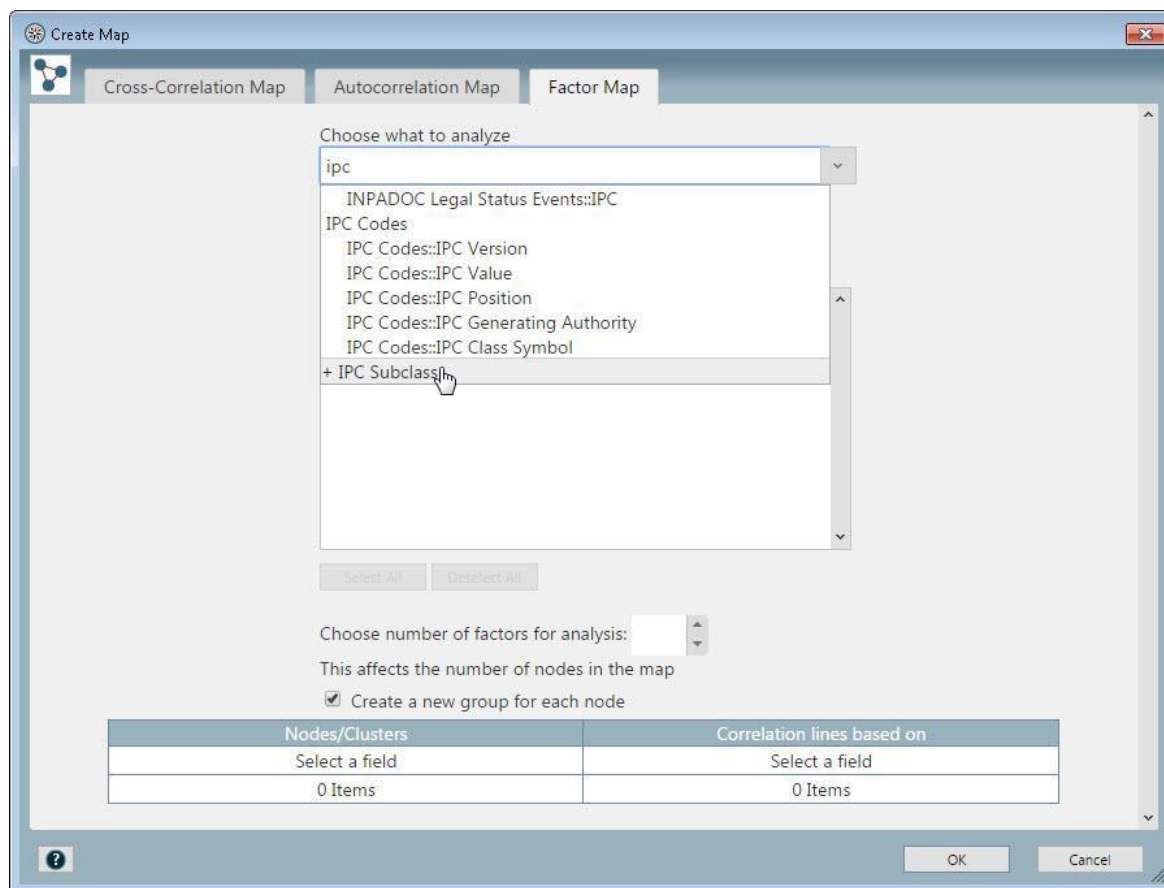 Create Map
Cross-Correlation Map Autocorrelation Map Factor Map
Choose what to analyze
ipc
INPADOC Legal Status Events::IPC
IPC Codes
IPC Codes::IPC Version
IPC Codes::IPC Value
IPC Codes::IPC Position
IPC Codes::IPC Generating Authority
IPC Codes::IPC Class Symbol
+ IPC Subclass
Select All Deselect All
Choose number of factors for analysis:
This affects the number of nodes in the map
Create a new group for each node
Nodes/Clusters Correlation lines based on
Select a field Select a field
0 Items 0 Items
? OK Cancel